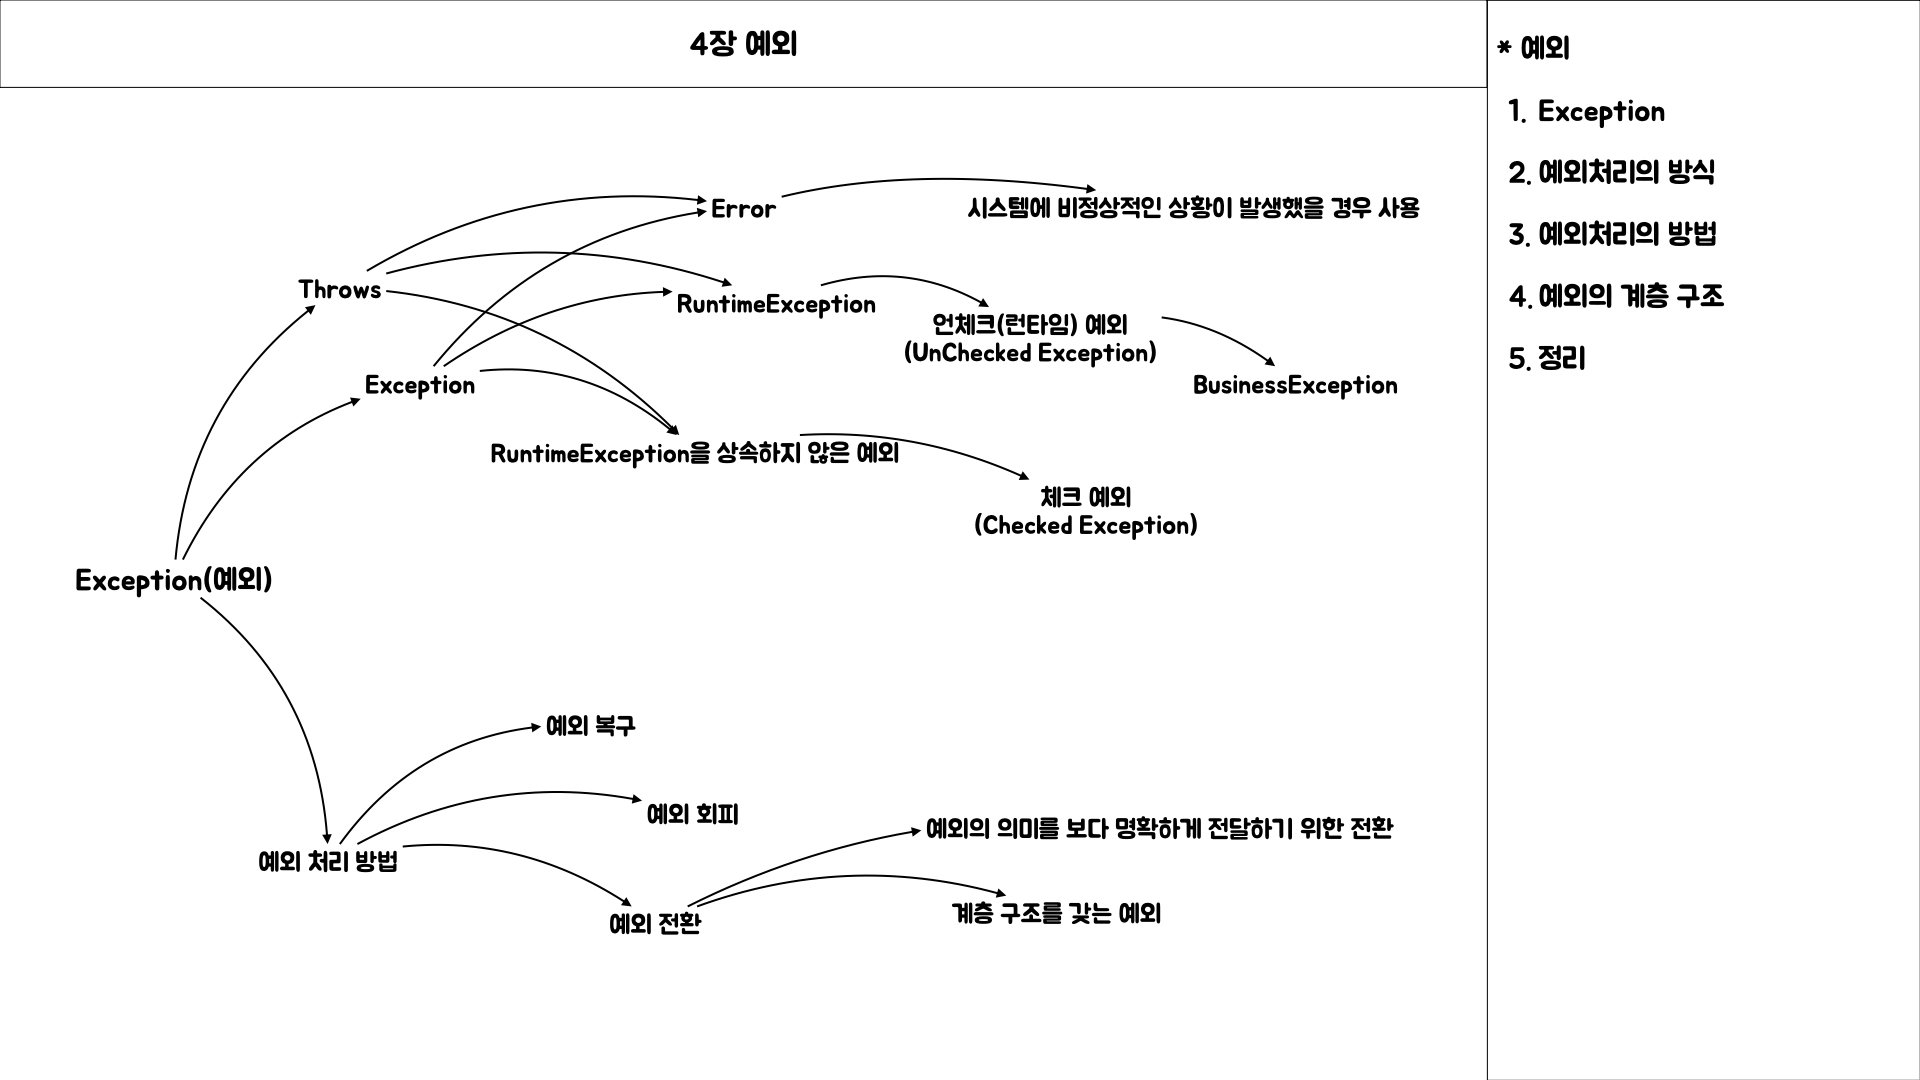 4장 예외
* 예외
1. Exception
2. 예외처리의 방식
3. 예외처리의 방법
4. 예외의 계층 구조
5. 정리
Error
시스템에 비정상적인 상황이 발생했을 경우 사용
Throws
RuntimeException
언체크(런타임) 예외
(UnChecked Exception)
Exception
BusinessException
RuntimeException을 상속하지 않은 예외
체크 예외
(Checked Exception)
Exception(예외)
예외 복구
예외 회피
예외의 의미를 보다 명확하게 전달하기 위한 전환
예외 처리 방법
계층 구조를 갖는 예외
예외 전환